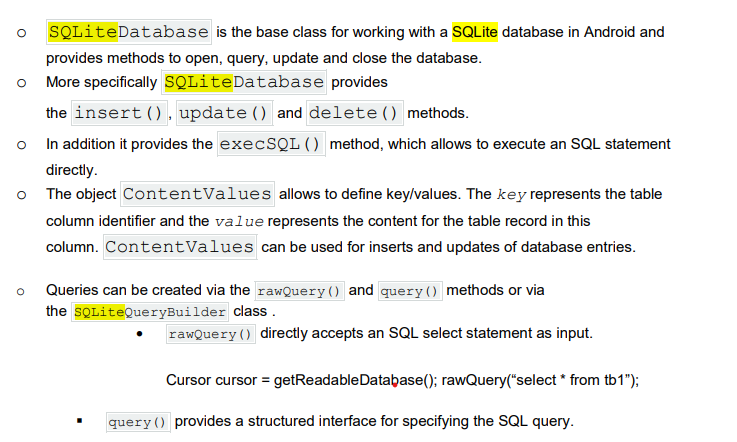 o SQLiteDatabase is the base class for working with a SQLite database in Android and
provides methods to open, query, update and close the database.
o More specifically SQLiteDatabase provides
the insert(), update() and delete() methods.
o In addition it provides the execSQL() method, which allows to execute an SQL statement
directly.
o The object ContentValues allows to define key/values. The key represents the table
column identifier and the value represents the content for the table record in this
column. ContentValues can be used for inserts and updates of database entries.
o Queries can be created via the rawQuery() and query() methods or via
the SQLiteQueryBuilder class .
• rawQuery() directly accepts an SQL select statement as input.
Cursor cursor = getReadableDatabase(); rawQuery(“select * from tb1”);
▪ query() provides a structured interface for specifying the SQL query.